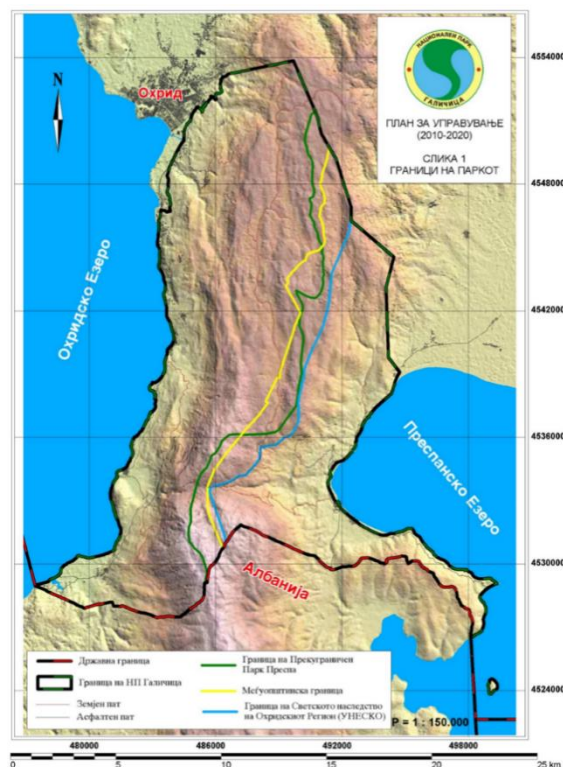 НАЦИОНАЛЕН ПАРК
ГАЛИЧИЦА
ПЛАН ЗА УПРАВУВАЊЕ
(2010-2020)
СЛИКА 1
ГРАНИЦИ НА ПАРКОТ
N
Охрид
Охридско Езеро
Преспанско Езеро
Албанија
4554000
4548000
4542000
4536000
4530000
4524000
Државна граница
Граница на НП Галичица
Земјен пат
Асфалтен пат
Граница на Прекуграничен
Парк Преспа
Меѓуопштинска граница
Граница на Светското наследство
на Охридскиот Регион (УНЕСКО)
Р = 1 : 150.000
480000 486000 492000 498000
0 5 10 15 20 25 km